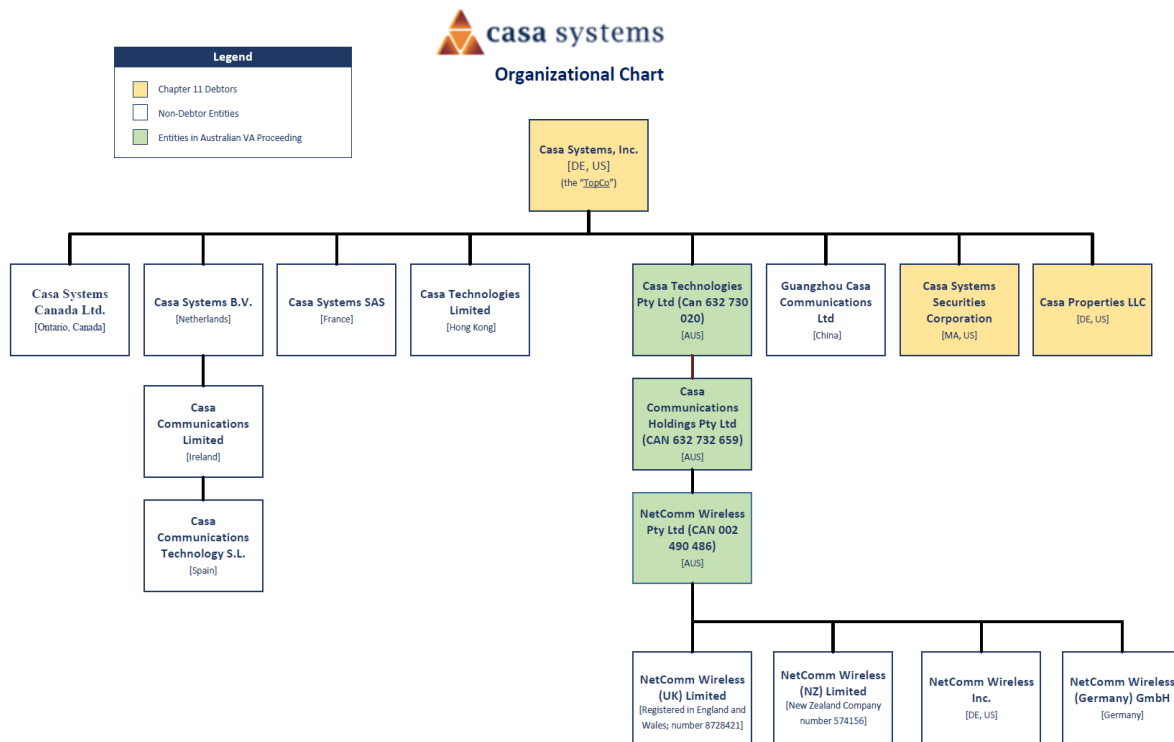 casa systems
Organizational Chart
Legend
Chapter 11 Debtors
Non-Debtor Entities
Entities in Australian VA Proceeding
Casa Systems, Inc.
[DE, US]
(the “TopCo”)
Casa Systems
Canada Ltd.
[Ontario, Canada]
Casa Systems B.V.
[Netherlands]
Casa Systems SAS
[France]
Casa Technologies
Limited
[Hong Kong]
Casa Technologies
Pty Ltd (Can 632 730
020)
[AUS]
Guangzhou Casa
Communications
Ltd
[China]
Casa Systems
Securities
Corporation
[MA, US]
Casa Properties LLC
[DE, US]
Casa
Communications
Limited
[Ireland]
Casa
Communications
Holdings Pty Ltd
(CAN 632 732 659)
[AUS]
Casa
Communications
Technology S.L.
[Spain]
NetComm Wireless
Pty Ltd (CAN 002
490 486)
[AUS]
NetComm Wireless
(UK) Limited
[Registered in England and
Wales; number 8728421]
NetComm Wireless
(NZ) Limited
[New Zealand Company
number 574156]
NetComm Wireless
Inc.
[DE, US]
NetComm Wireless
(Germany) GmbH
[Germany]